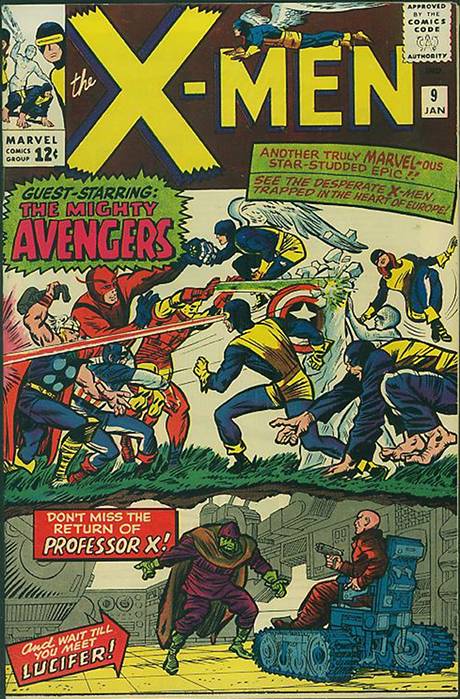 APPROVED
BY THE
COMICS
CODE
CA
AUTHORITY
the
X-MEN
9
JAN
MARVEL
COMICS
GROUP 12¢
ANOTHER TRULY MARVEL-OUS
STAR-STUDDED EPIC!!
SEE THE DESPERATE X-MEN,
TRAPPED IN THE HEART OF EUROPE!
GUEST-STARRING:
THE MIGHTY
AVENGERS
DON'T MISS THE
RETURN OF
PROFESSOR X!
And WAIT TILL
YOU MEET
LUCIFER!